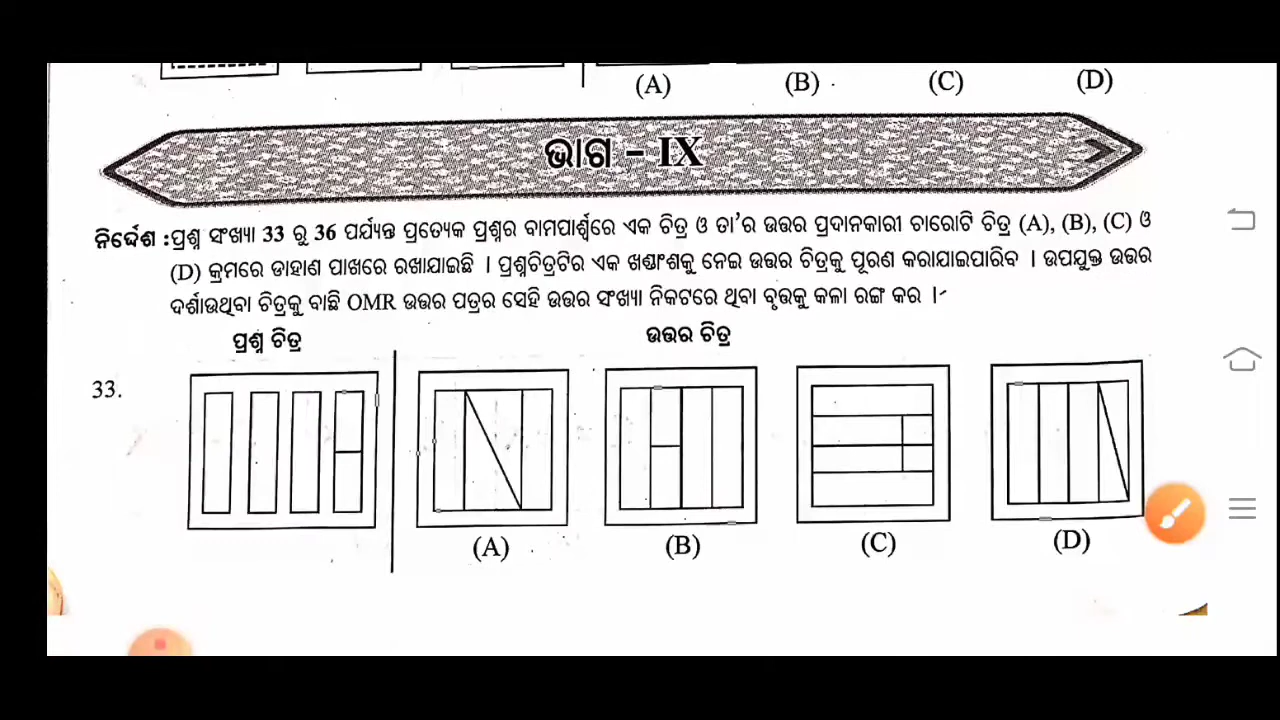 (A) (B) (C) (D)
ଭାଗ – IX
ନିର୍ଦ୍ଦେଶ : ପ୍ରଶ୍ନ ସଂଖ୍ୟା 33 ରୁ 36 ପର୍ଯ୍ୟନ୍ତ ପ୍ରତ୍ୟେକ ପ୍ରଶ୍ନର ବାମପାର୍ଶ୍ୱରେ ଏକ ଚିତ୍ର ଓ ତା'ର ଉତ୍ତର ପ୍ରଦାନକାରୀ ଚାରୋଟି ଚିତ୍ର (A), (B), (C) ଓ
(D) କ୍ରମରେ ଡାହାଣ ପାଖରେ ରଖାଯାଇଛି । ପ୍ରଶ୍ନଚିତ୍ରଟିର ଏକ ଖଣ୍ଡାଂଶକୁ ନେଇ ଉତ୍ତର ଚିତ୍ରକୁ ପୂରଣ କରାଯାଇପାରିବ । ଉପଯୁକ୍ତ ଉତ୍ତର
ଦର୍ଶାଉଥିବା ଚିତ୍ରକୁ ବାଛି OMR ଉତ୍ତର ପତ୍ରର ସେହି ଉତ୍ତର ସଂଖ୍ୟା ନିକଟରେ ଥିବା ବୃତ୍ତକୁ କଳା ରଙ୍ଗ କର ।
ପ୍ରଶ୍ନ ଚିତ୍ର ଉତ୍ତର ଚିତ୍ର
33.
(A) (B) (C) (D)